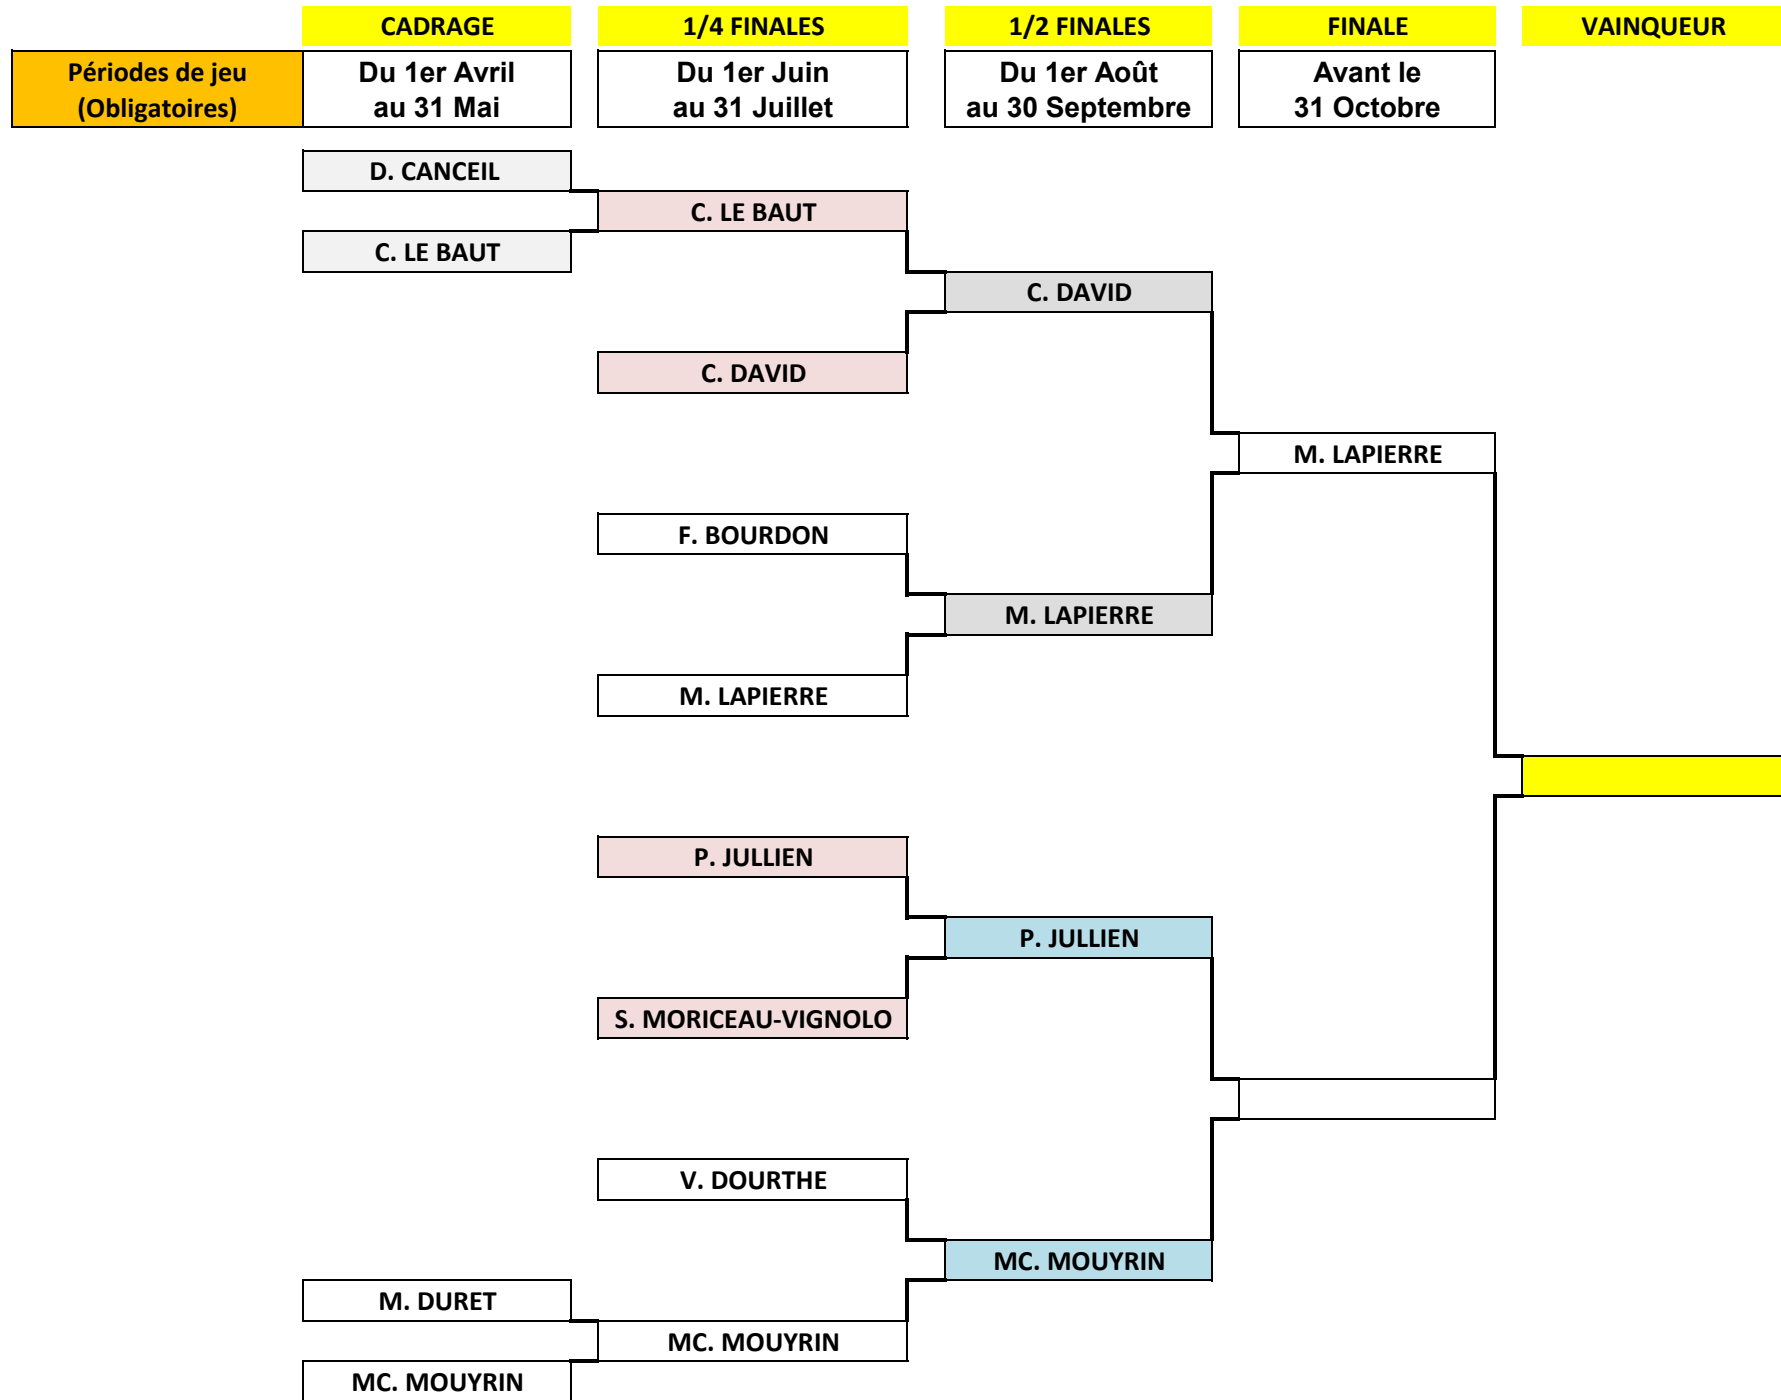 CADRAGE 1/4 FINALES 1/2 FINALES FINALE VAINQUEUR
Périodes de jeu Du 1er Avril Du 1er Juin Du 1er Août Avant le
(Obligatoires) au 31 Mai au 31 Juillet au 30 Septembre 31 Octobre
D. CANCEIL
C. LE BAUT
C. LE BAUT
C. DAVID
C. DAVID
M. LAPIERRE
F. BOURDON
M. LAPIERRE
M. LAPIERRE
P. JULLIEN
P. JULLIEN
S. MORICEAU-VIGNOLO
V. DOURTHE
MC. MOUYRIN
M. DURET
MC. MOUYRIN
MC. MOUYRIN